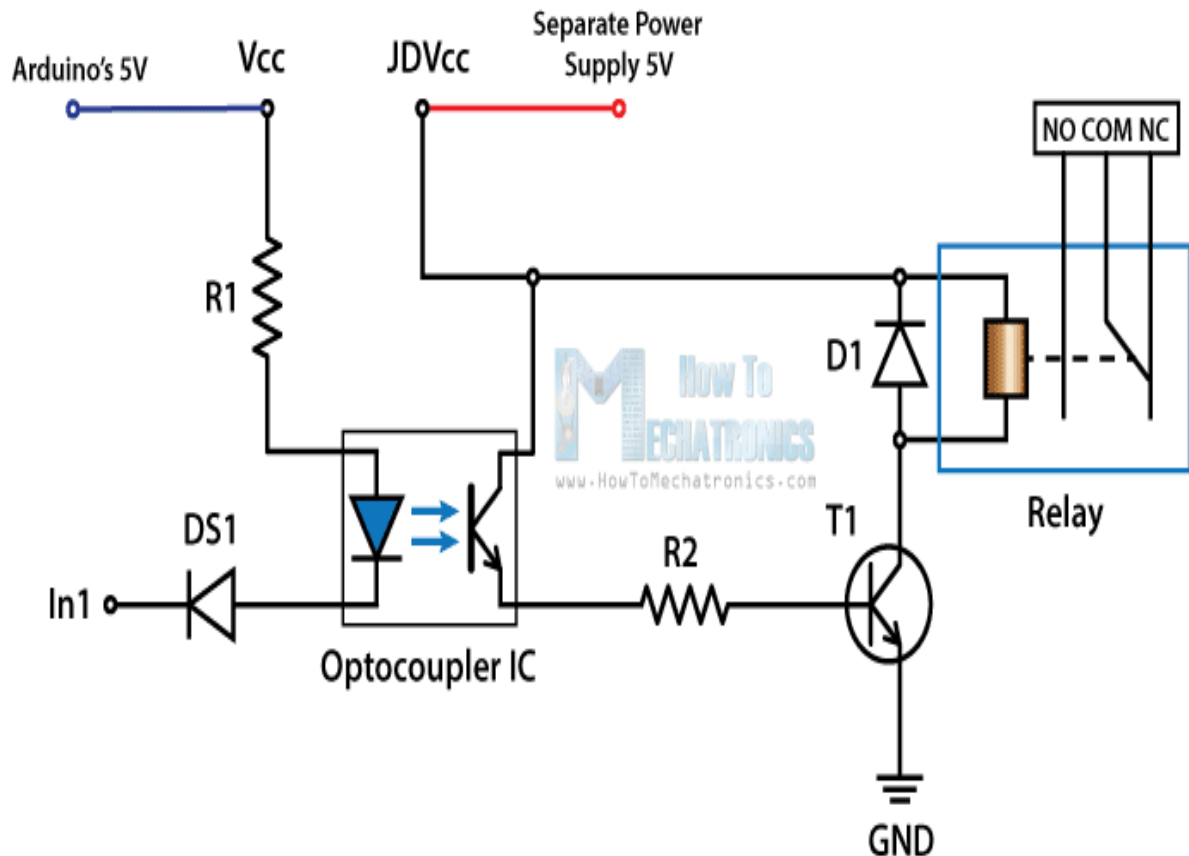 Arduino's 5V
Vcc
JDVcc
Separate Power
Supply 5V
NO COM NC
R1
D1
How To
MECHATRONICS
www.HowToMechatronics.com
Relay
DS1
T1
R2
In1
Optocoupler IC
GND